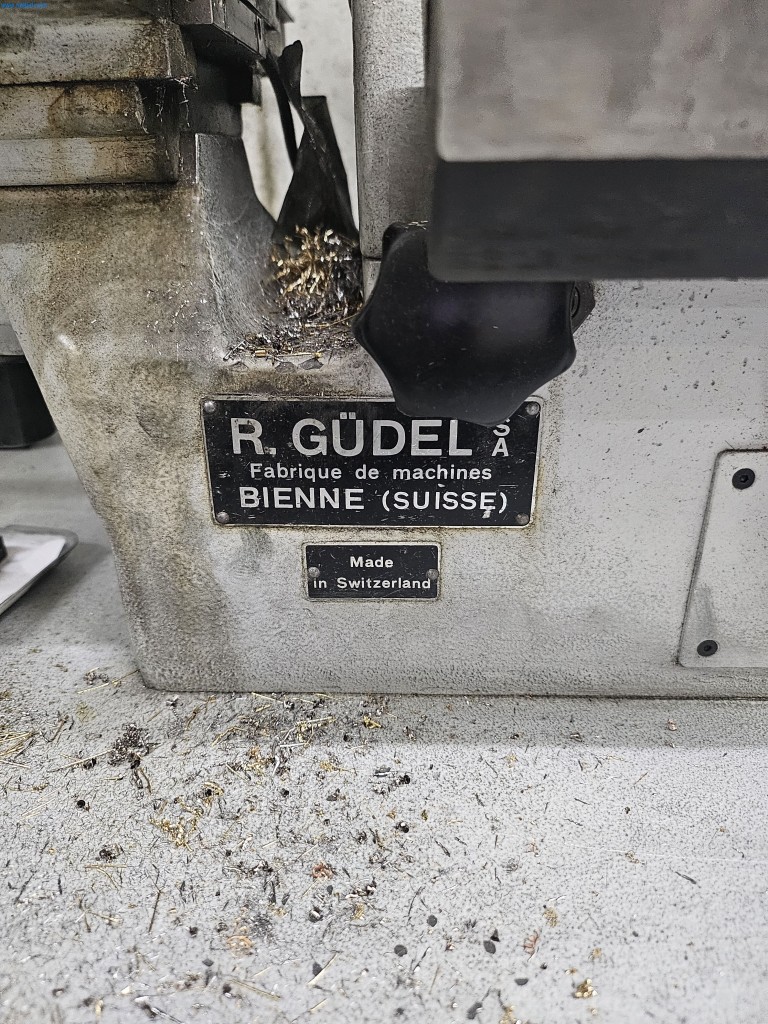 R. GÜDEL SA
Fabrique de machines
BIENNE (SUISSE)
Made
in Switzerland